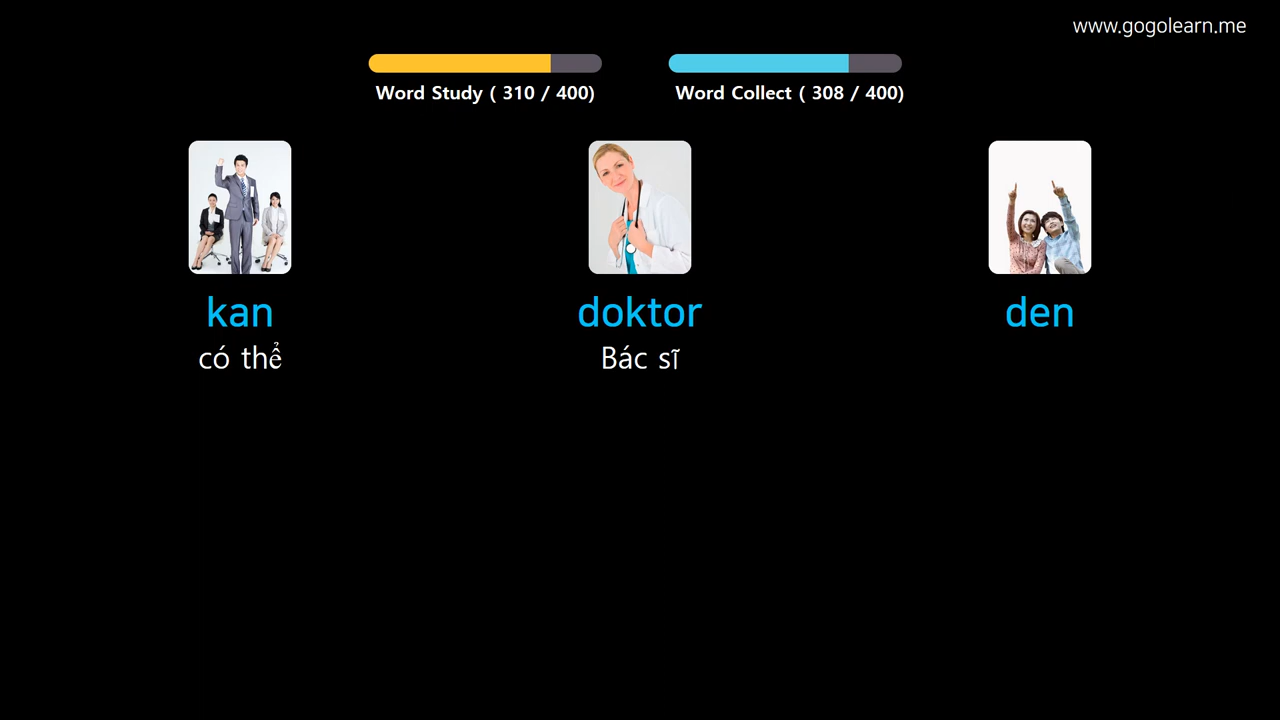 www.gogolearn.me
Word Study ( 310 / 400)
Word Collect ( 308 / 400)
kan
doktor
den
có thể
Bác sĩ